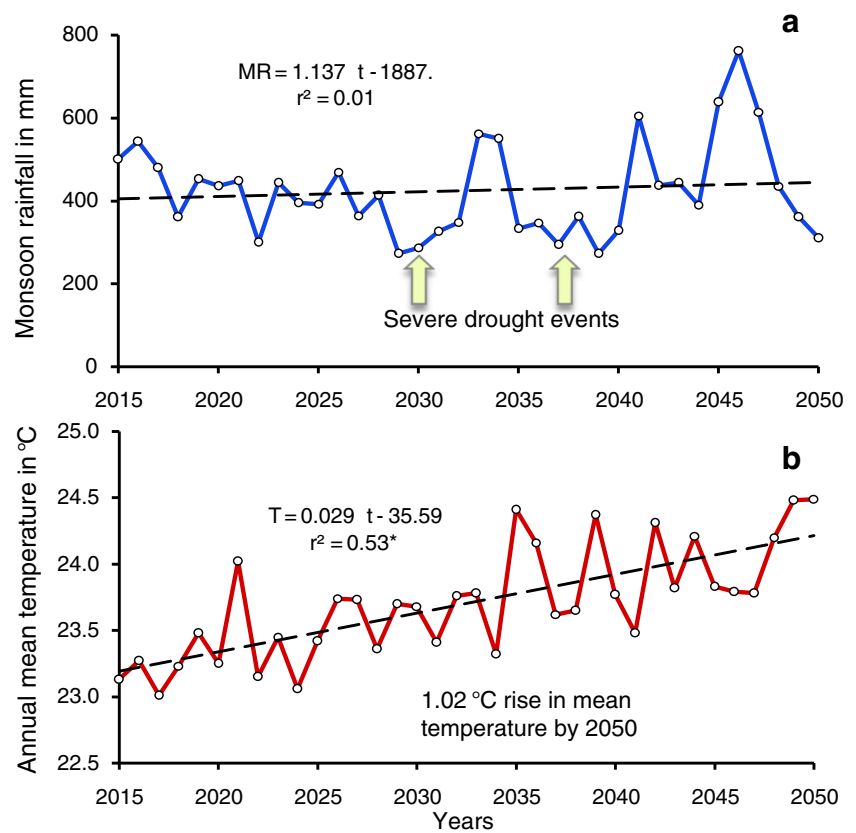 a
800
MR = 1.137 t - 1887.
r² = 0.01
600
400
200
0
Monsoon rainfall in mm
Severe drought events
2015 2020 2025 2030 2035 2040 2045 2050
b
25.0
24.5
24.0
23.5
23.0
22.5
Annual mean temperature in °C
T = 0.029 t - 35.59
r² = 0.53*
1.02 °C rise in mean
temperature by 2050
2015 2020 2025 2030 2035 2040 2045 2050
Years